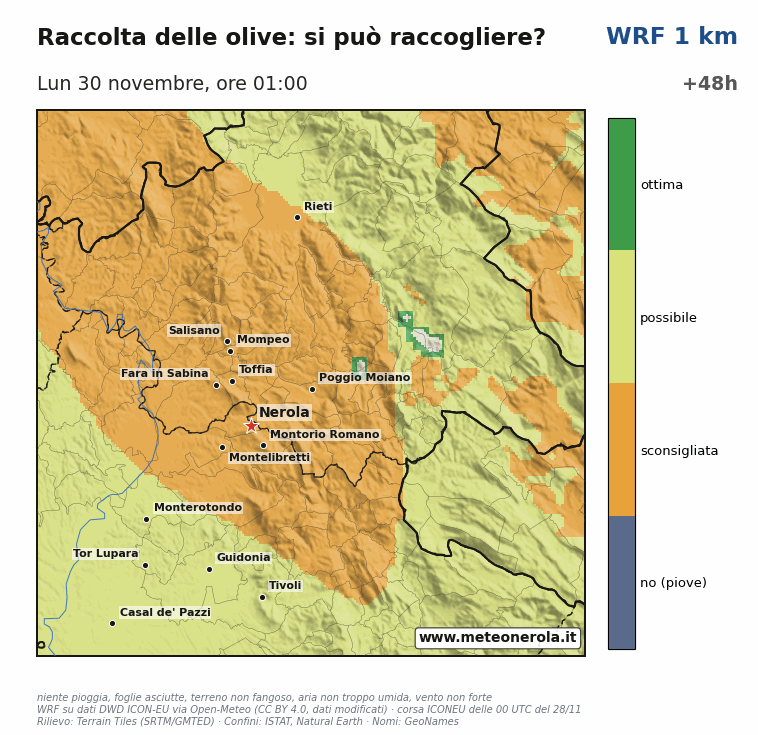 Raccolta delle olive: si può raccogliere?
WRF 1 km
Lun 30 novembre, ore 01:00
+48h
Rieti
Salisano
Mompeo
Toffia
Fara in Sabina
Poggio Moiano
Nerola
Montorio Romano
Montelibretti
Monterotondo
Tor Lupara
Guidonia
Tivoli
Casal de' Pazzi
www.meteonerola.it
ottima
possibile
sconsigliata
no (piove)
niente pioggia, foglie asciutte, terreno non fangoso, aria non troppo umida, vento non forte
WRF su dati DWD ICON-EU via Open-Meteo (CC BY 4.0, dati modificati) · corsa ICONEU delle 00 UTC del 28/11
Rilievo: Terrain Tiles (SRTM/GMTED) · Confini: ISTAT, Natural Earth · Nomi: GeoNames